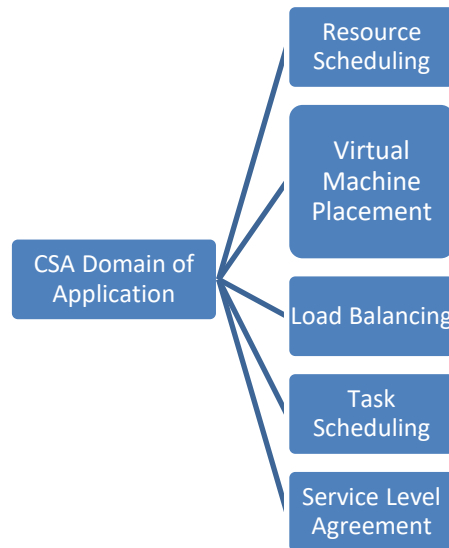 Resource
Scheduling
Virtual
Machine
Placement
CSA Domain of
Application
Load Balancing
Task
Scheduling
Service Level
Agreement